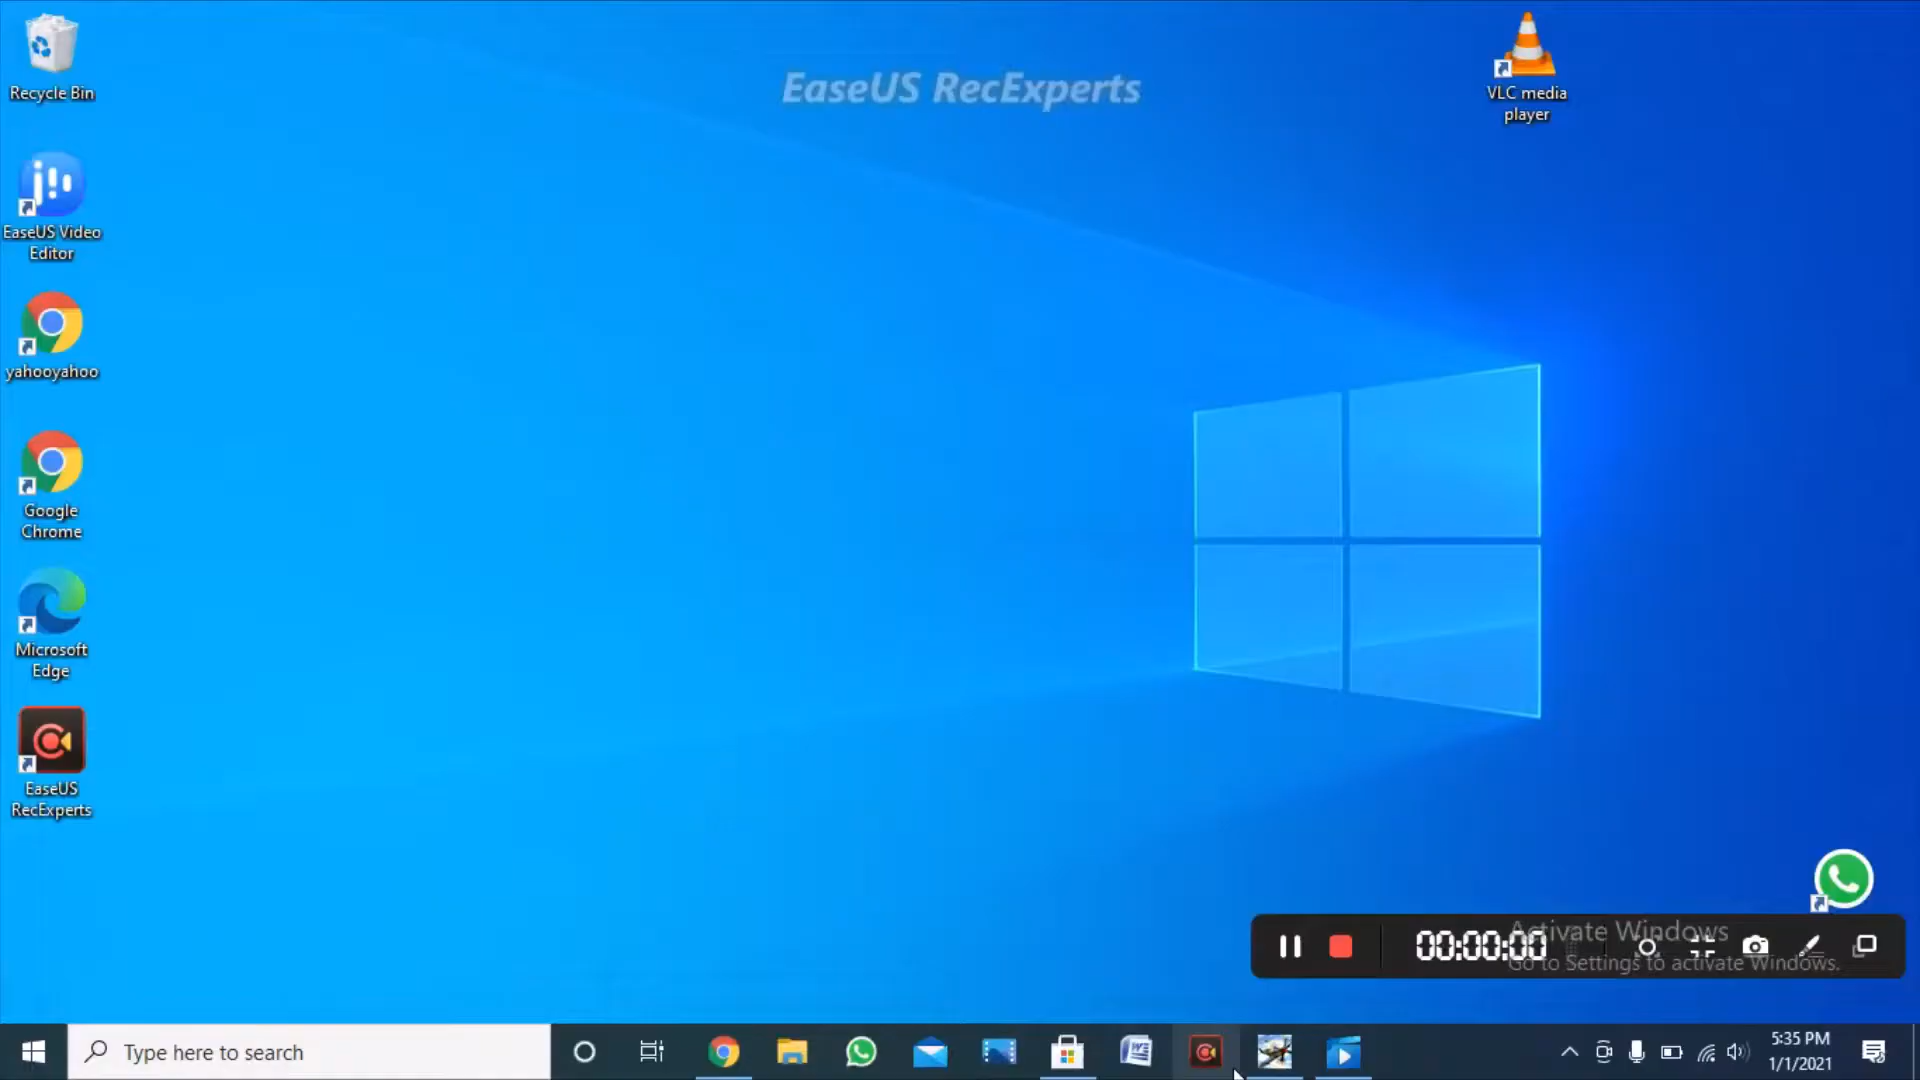 Recycle Bin
EaseUS RecExperts
VLC media
player
EaseUS Video
Editor
yahooyahoo
Google
Chrome
Microsoft
Edge
EaseUS
RecExperts
00:00:00
Activate Windows
Go to Settings to activate Windows.
Type here to search
5:35 PM
1/1/2021